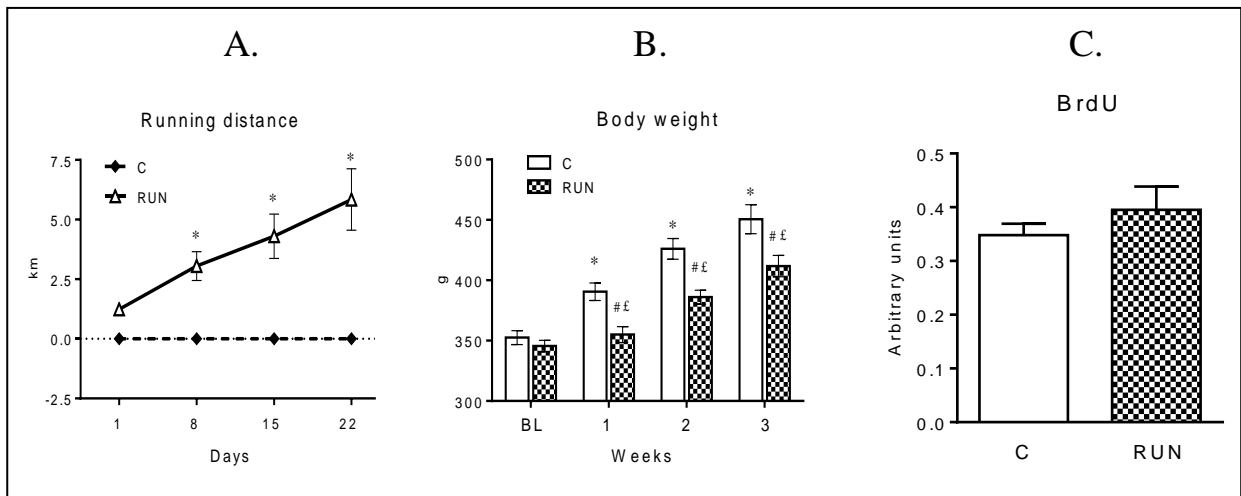 A.
Running distance
C
RUN
7.5
5.0
2.5
0.0
-2.5
km
*
*
*
1 8 15 22
Days
B.
Body weight
C
RUN
500
450
400
350
300
g
*
#£
*
#£
*
#£
BL 1 2 3
Weeks
C.
BrdU
0.5
0.4
0.3
0.2
0.1
0.0
Arbitrary units
C RUN